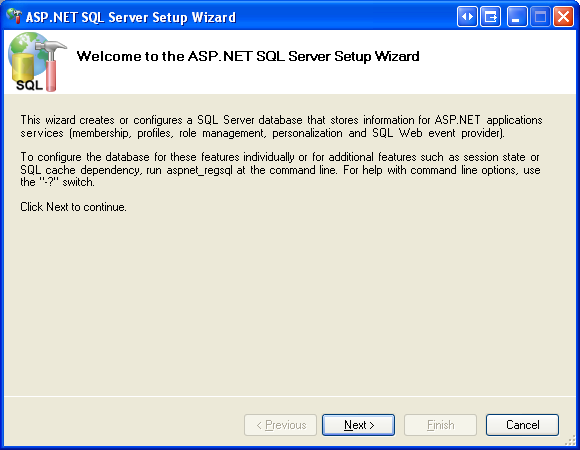 ASP.NET SQL Server Setup Wizard
SQL
Welcome to the ASP.NET SQL Server Setup Wizard
This wizard creates or configures a SQL Server database that stores information for ASP.NET applications
services (membership, profiles, role management, personalization and SQL Web event provider).
To configure the database for these features individually or for additional features such as session state or
SQL cache dependency, run aspnet_regsql at the command line. For help with command line options, use
the "-?" switch.
Click Next to continue.
< Previous
Next >
Finish
Cancel